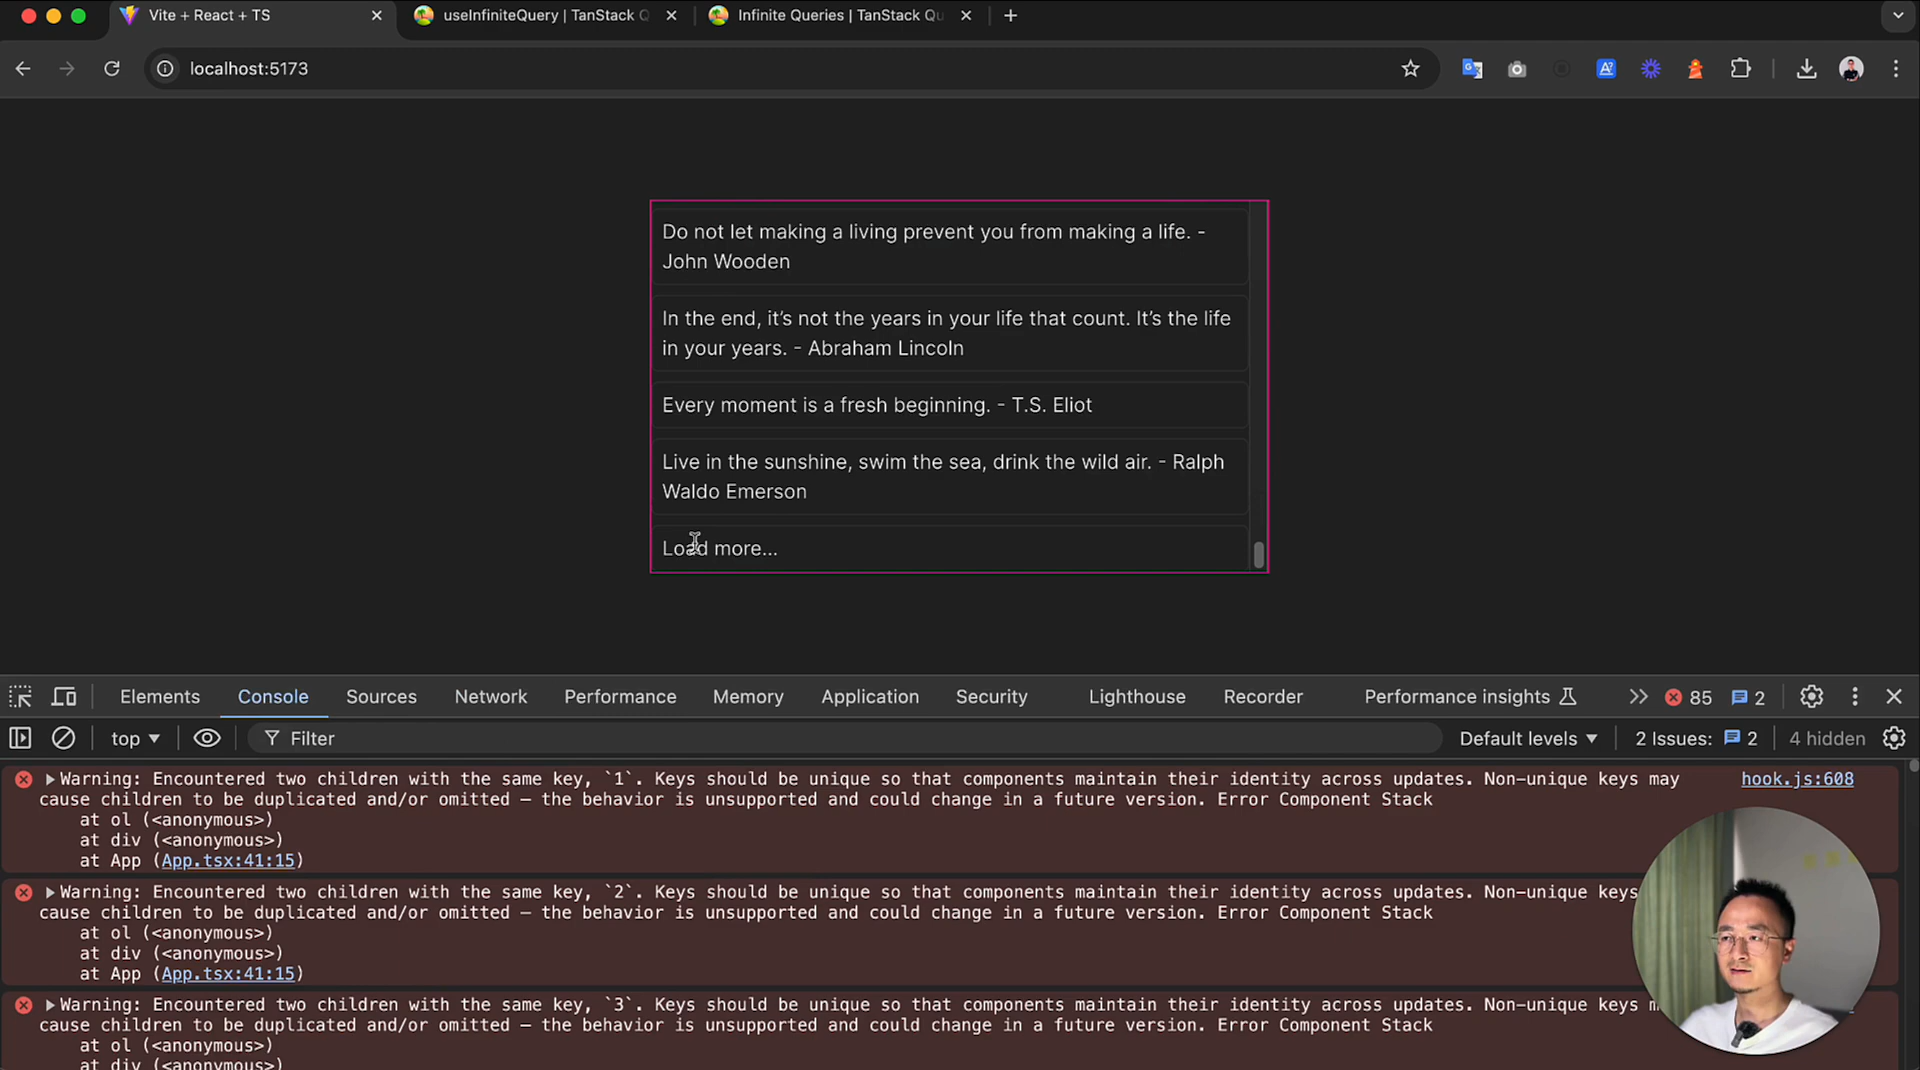 Vite + React + TS
useInfiniteQuery | TanStack Q
Infinite Queries | TanStack Qu
localhost:5173
Do not let making a living prevent you from making a life. -
John Wooden
In the end, it’s not the years in your life that count. It’s the life
in your years. - Abraham Lincoln
Every moment is a fresh beginning. - T.S. Eliot
Live in the sunshine, swim the sea, drink the wild air. - Ralph
Waldo Emerson
Load more...
Elements Console Sources Network Performance Memory Application Security Lighthouse Recorder Performance insights 85 2
top Filter Default levels 2 Issues: 2 4 hidden
Warning: Encountered two children with the same key, `1`. Keys should be unique so that components maintain their identity across updates. Non-unique keys may hook.js:608
cause children to be duplicated and/or omitted — the behavior is unsupported and could change in a future version. Error Component Stack
at ol (<anonymous>)
at div (<anonymous>)
at App (App.tsx:41:15)
Warning: Encountered two children with the same key, `2`. Keys should be unique so that components maintain their identity across updates. Non-unique keys
cause children to be duplicated and/or omitted — the behavior is unsupported and could change in a future version. Error Component Stack
at ol (<anonymous>)
at div (<anonymous>)
at App (App.tsx:41:15)
Warning: Encountered two children with the same key, `3`. Keys should be unique so that components maintain their identity across updates. Non-unique keys
cause children to be duplicated and/or omitted — the behavior is unsupported and could change in a future version. Error Component Stack
at ol (<anonymous>)
at div (<anonymous>)